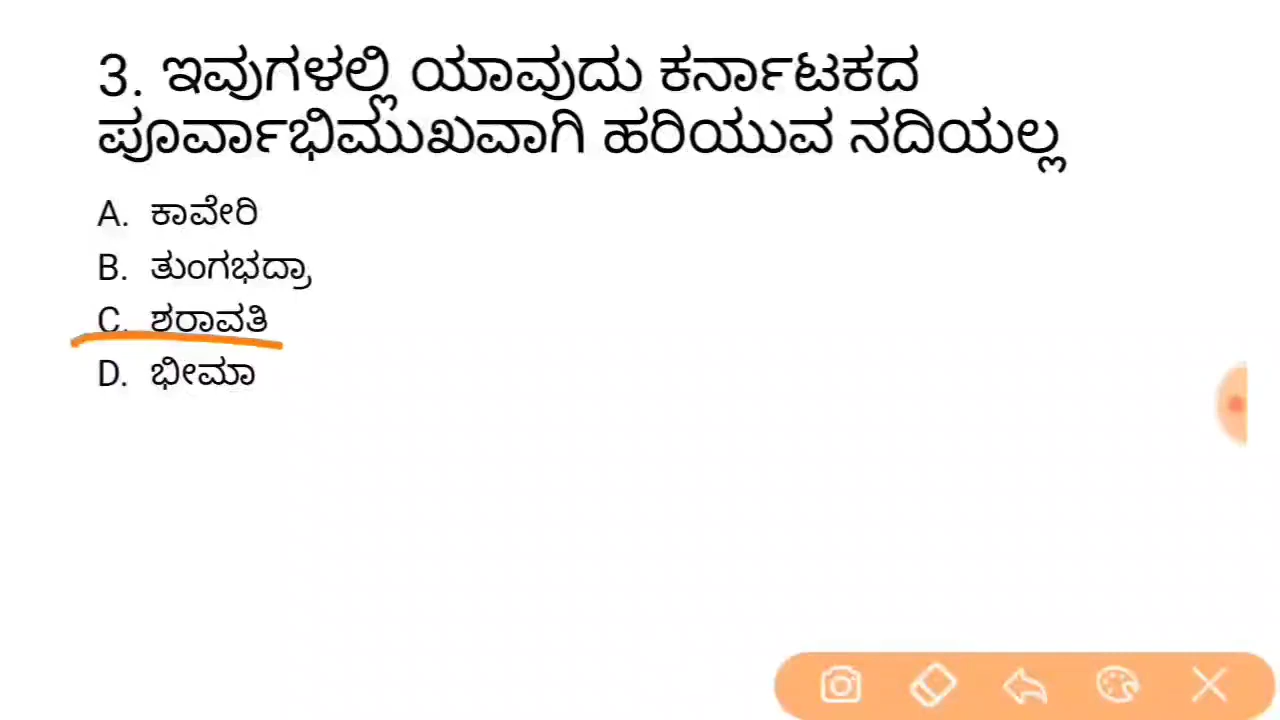 3. ಇವುಗಳಲ್ಲಿ ಯಾವುದು ಕರ್ನಾಟಕದ
ಪೂರ್ವಾಭಿಮುಖವಾಗಿ ಹರಿಯುವ ನದಿಯಲ್ಲ
A. ಕಾವೇರಿ
B. ತುಂಗಭದ್ರಾ
C. ಶರಾವತಿ
D. ಭೀಮಾ